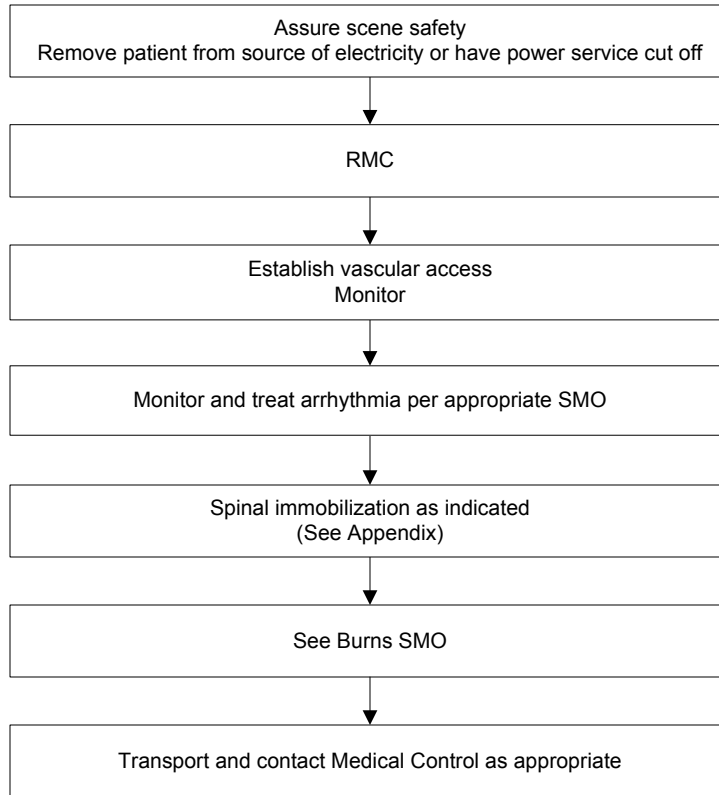 Assure scene safety
Remove patient from source of electricity or have power service cut off
RMC
Establish vascular access
Monitor
Monitor and treat arrhythmia per appropriate SMO
Spinal immobilization as indicated
(See Appendix)
See Burns SMO
Transport and contact Medical Control as appropriate